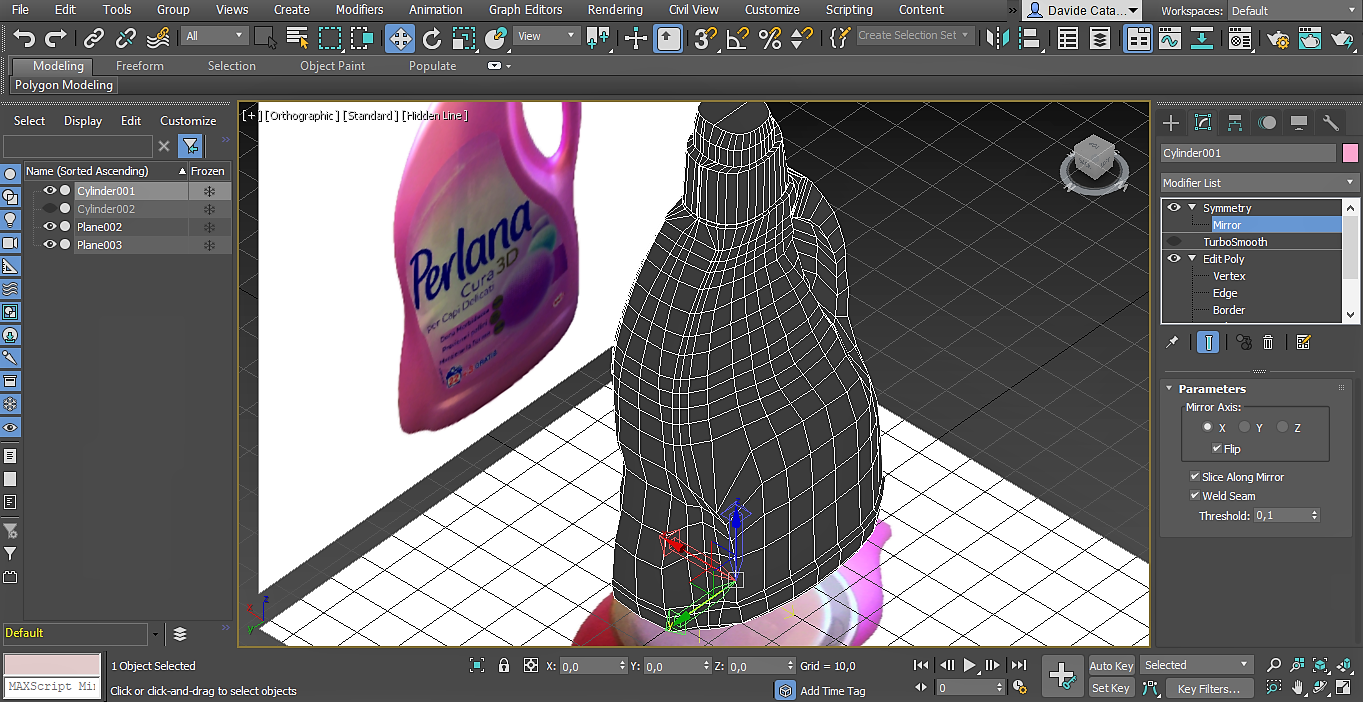 File Edit Tools Group Views Create Modifiers Animation Graph Editors Rendering Civil View Customize Scripting Content » Davide Cata... Workspaces: Default
All View 3 Create Selection Set
Modeling Freeform Selection Object Paint Populate
Polygon Modeling
Select Display Edit Customize
Name (Sorted Ascending) Frozen
Cylinder001
Cylinder002
Plane002
Plane003
[+] [Orthographic] [Standard] [Hidden Line]
Perlana
Cura 3D
per Capi Delicati
Cylinder001
Modifier List
Symmetry
Mirror
TurboSmooth
Edit Poly
Vertex
Edge
Border
Parameters
Mirror Axis:
X Y Z
Flip
Slice Along Mirror
Weld Seam
Threshold: 0,1
z
x
y
z
Default
1 Object Selected X: 0,0 Y: 0,0 Z: 0,0 Grid = 10,0 Auto Key Selected
MAXScript Mi
Click or click-and-drag to select objects Add Time Tag 0 Set Key Key Filters...